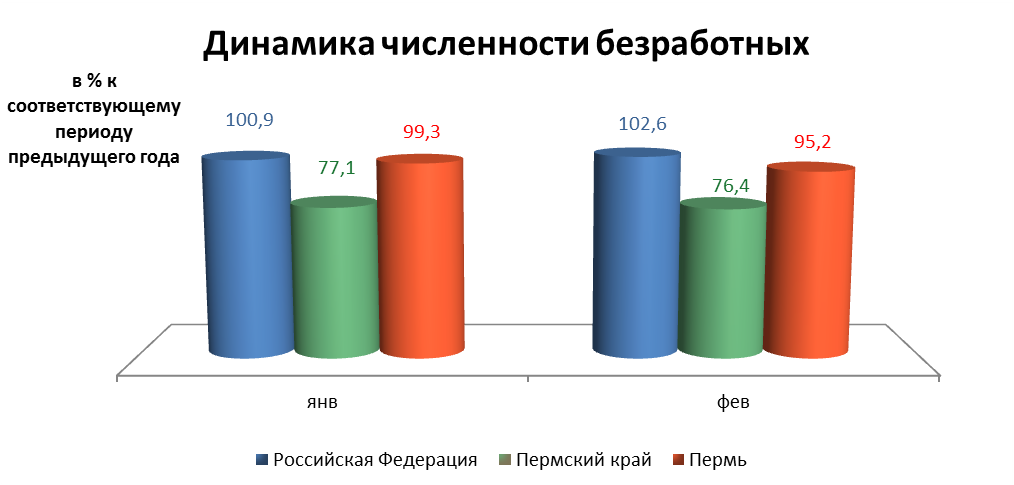 Динамика численности безработных
в % к
соответствующему
периоду
предыдущего года
100,9
77,1
99,3
102,6
76,4
95,2
янв
фев
Российская Федерация
Пермский край
Пермь